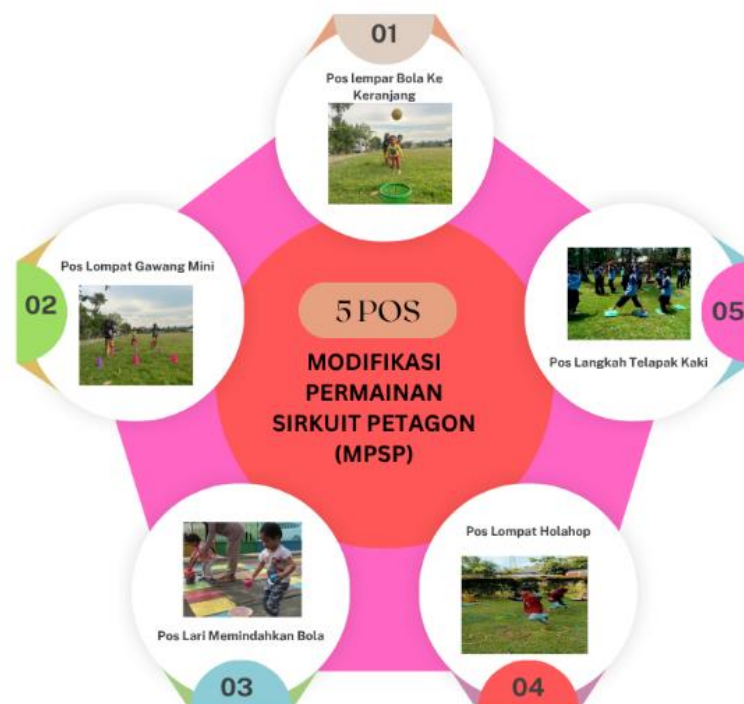 01
Pos lempar Bola Ke
Keranjang
02
Pos Lompat Gawang Mini
5 POS
MODIFIKASI
PERMAINAN
SIRKUIT PETAGON
(MPSP)
05
Pos Langkah Telapak Kaki
Pos Lari Memindahkan Bola
03
Pos Lompat Holahop
04